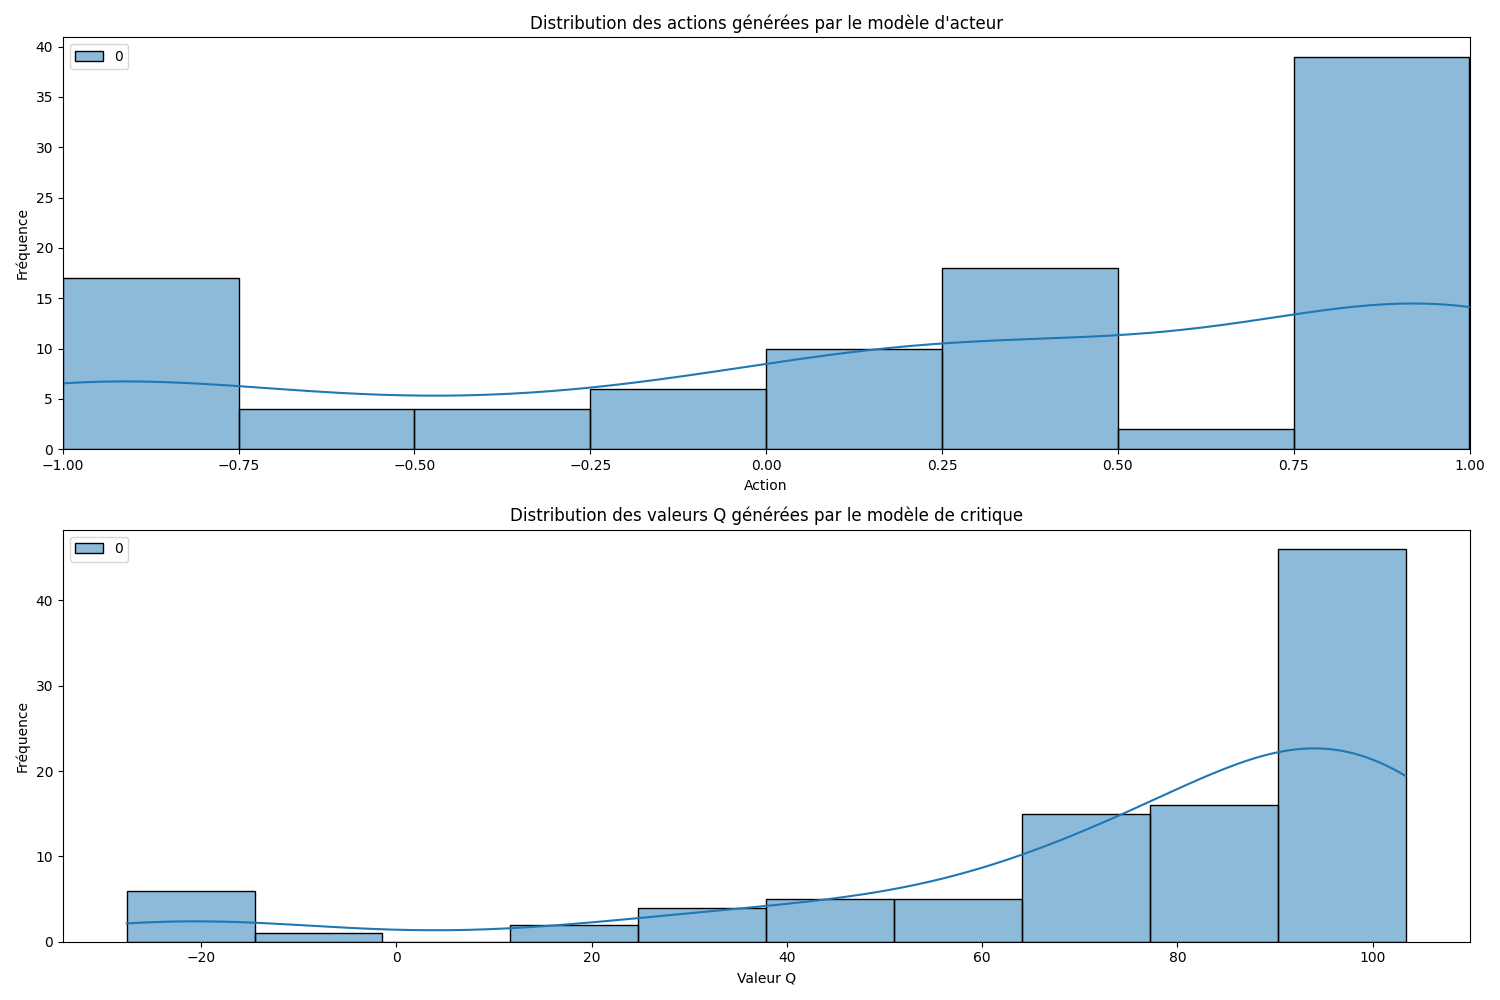 Distribution des actions générées par le modèle d'acteur
0
Fréquence
40
35
30
25
20
15
10
5
0
−1.00 −0.75 −0.50 −0.25 0.00 0.25 0.50 0.75 1.00
Action
Distribution des valeurs Q générées par le modèle de critique
0
Fréquence
40
30
20
10
0
−20 0 20 40 60 80 100
Valeur Q